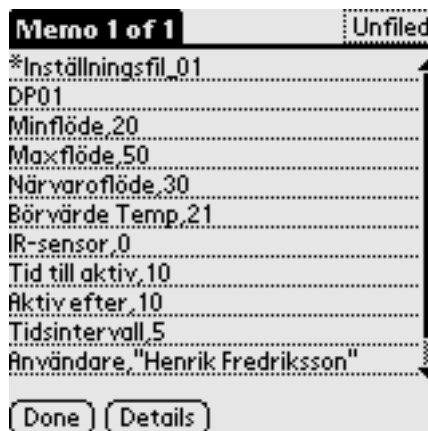 Memo 1 of 1
Unfiled
*Inställningsfil_01
DP01
Minflöde,20
Maxflöde,50
Närvaroflöde,30
Börvärde Temp,21
IR-sensor,0
Tid till aktiv,10
Aktiv efter,10
Tidsintervall,5
Användare,"Henrik Fredriksson"
Done
Details